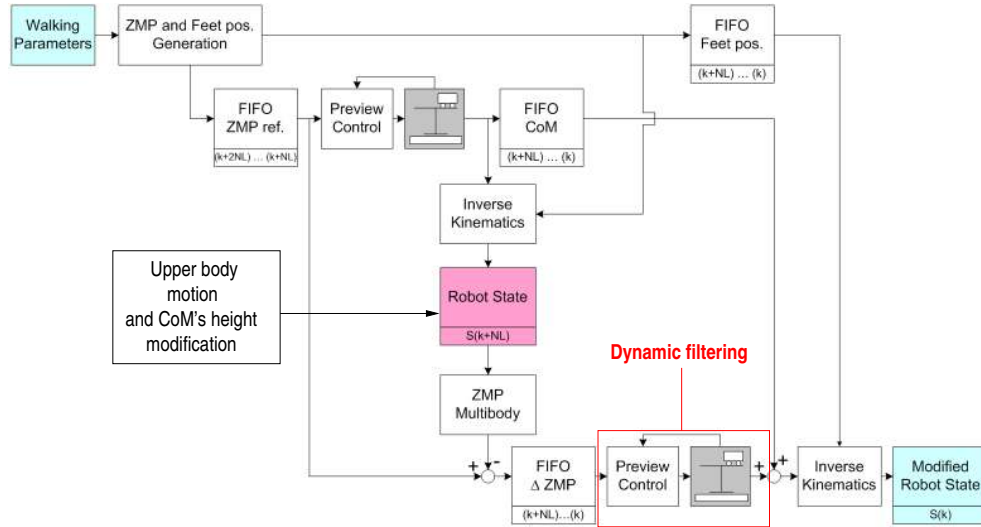 Walking
Parameters
ZMP and Feet pos.
Generation
FIFO
Feet pos.
(k+NL) ... (k)
FIFO
ZMP ref.
(k+2NL) ... (k+NL)
Preview
Control
FIFO
CoM
(k+NL) ... (k)
Inverse
Kinematics
Upper body
motion
and CoM's height
modification
Robot State
S(k+NL)
Dynamic filtering
ZMP
Multibody
+
-
FIFO
Δ ZMP
(k+NL)...(k)
Preview
Control
+
+
Inverse
Kinematics
Modified
Robot State
S(k)